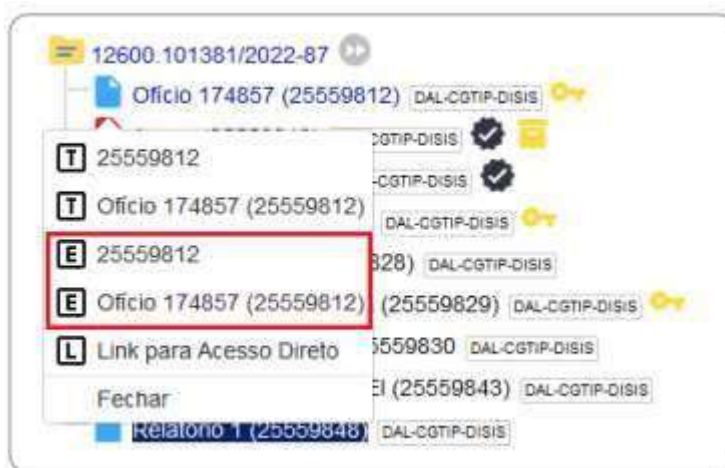 12600.101381/2022-87
Ofício 174857 (25559812) DAL-CGTIP-DISIS
CGTIP-DISIS
T 25559812
-CGTIP-DISIS
T Ofício 174857 (25559812)
DAL-CGTIP-DISIS
E 25559812
828) DAL-CGTIP-DISIS
E Ofício 174857 (25559812) (25559829) DAL-CGTIP-DISIS
L Link para Acesso Direto
5559830 DAL-CGTIP-DISIS
Fechar
EI (25559843) DAL-CGTIP-DISIS
Relatório 1 (25559848) DAL-CGTIP-DISIS